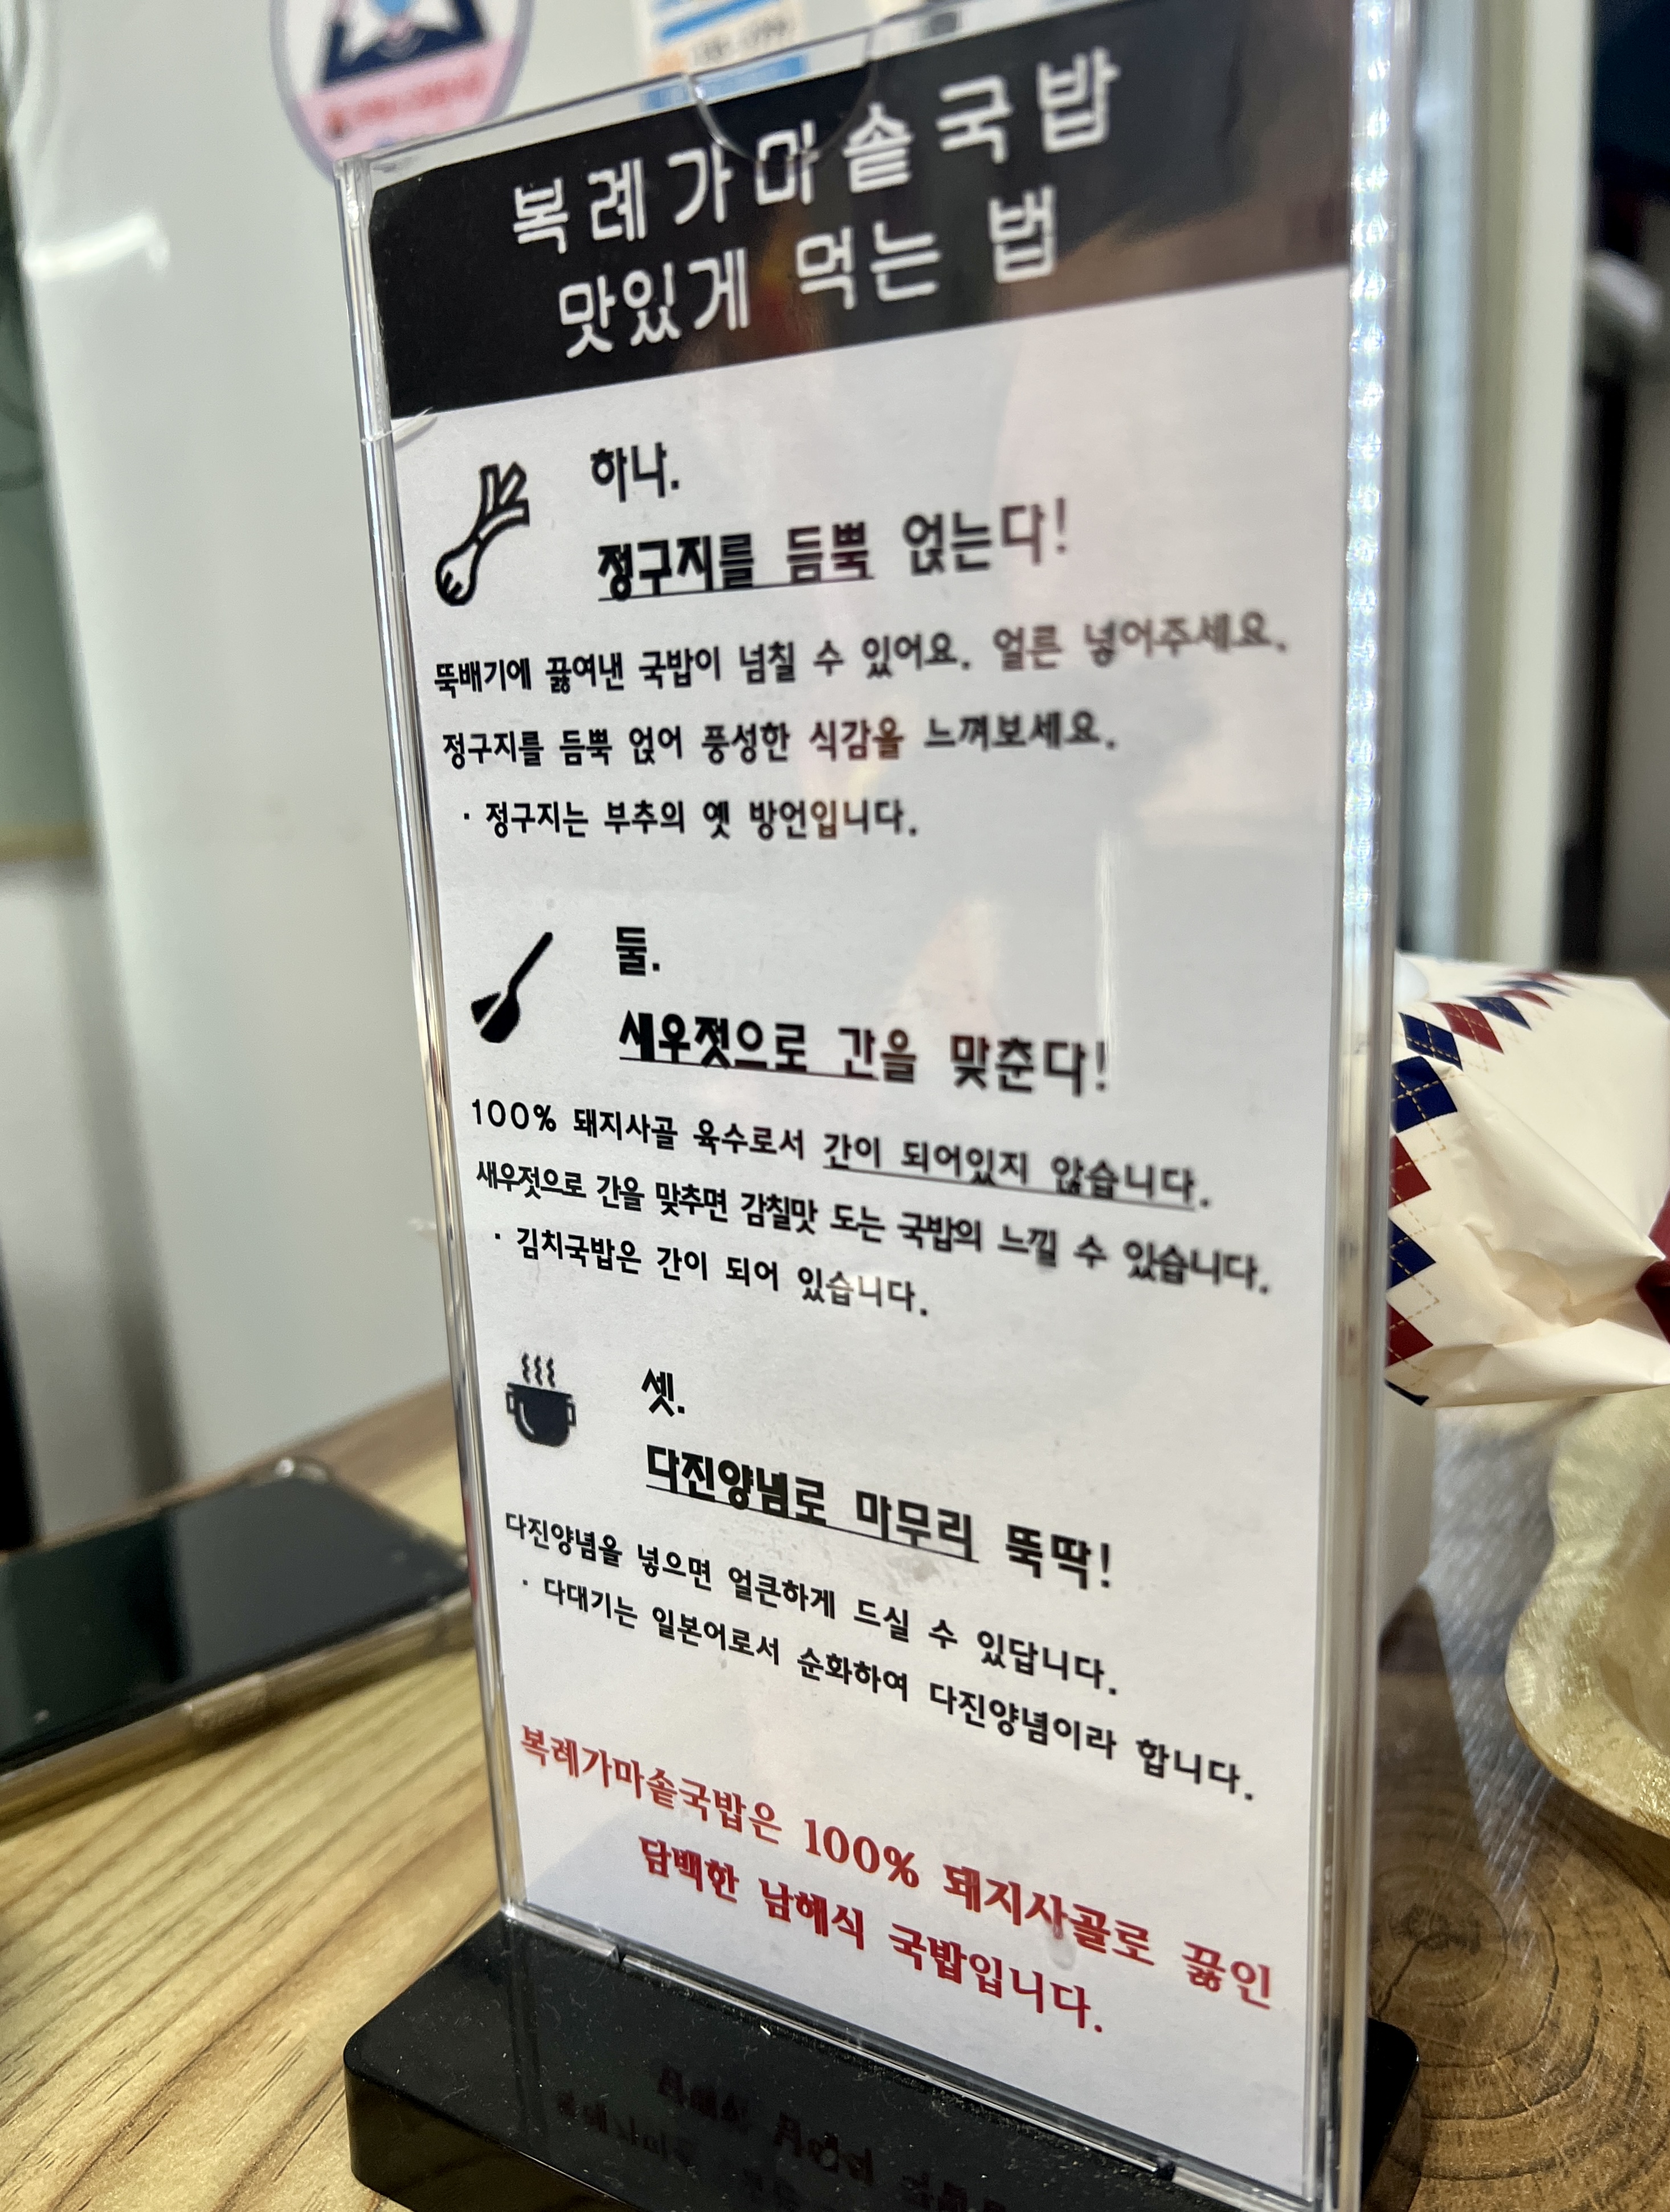 복례가마솥국밥
맛있게 먹는 법
하나.
정구지를 듬뿍 얹는다!
뚝배기에 끓여낸 국밥이 넘칠 수 있어요. 얼른 넣어주세요.
정구지를 듬뿍 얹어 풍성한 식감을 느껴보세요.
· 정구지는 부추의 옛 방언입니다.
둘.
새우젓으로 간을 맞춘다!
100% 돼지사골 육수로서 간이 되어있지 않습니다.
새우젓으로 간을 맞추면 감칠맛 도는 국밥의 느낄 수 있습니다.
· 김치국밥은 간이 되어 있습니다.
셋.
다진양념로 마무리 뚝딱!
다진양념을 넣으면 얼큰하게 드실 수 있답니다.
· 다대기는 일본어로서 순화하여 다진양념이라 합니다.
복례가마솥국밥은 100% 돼지사골로 끓인
담백한 남해식 국밥입니다.